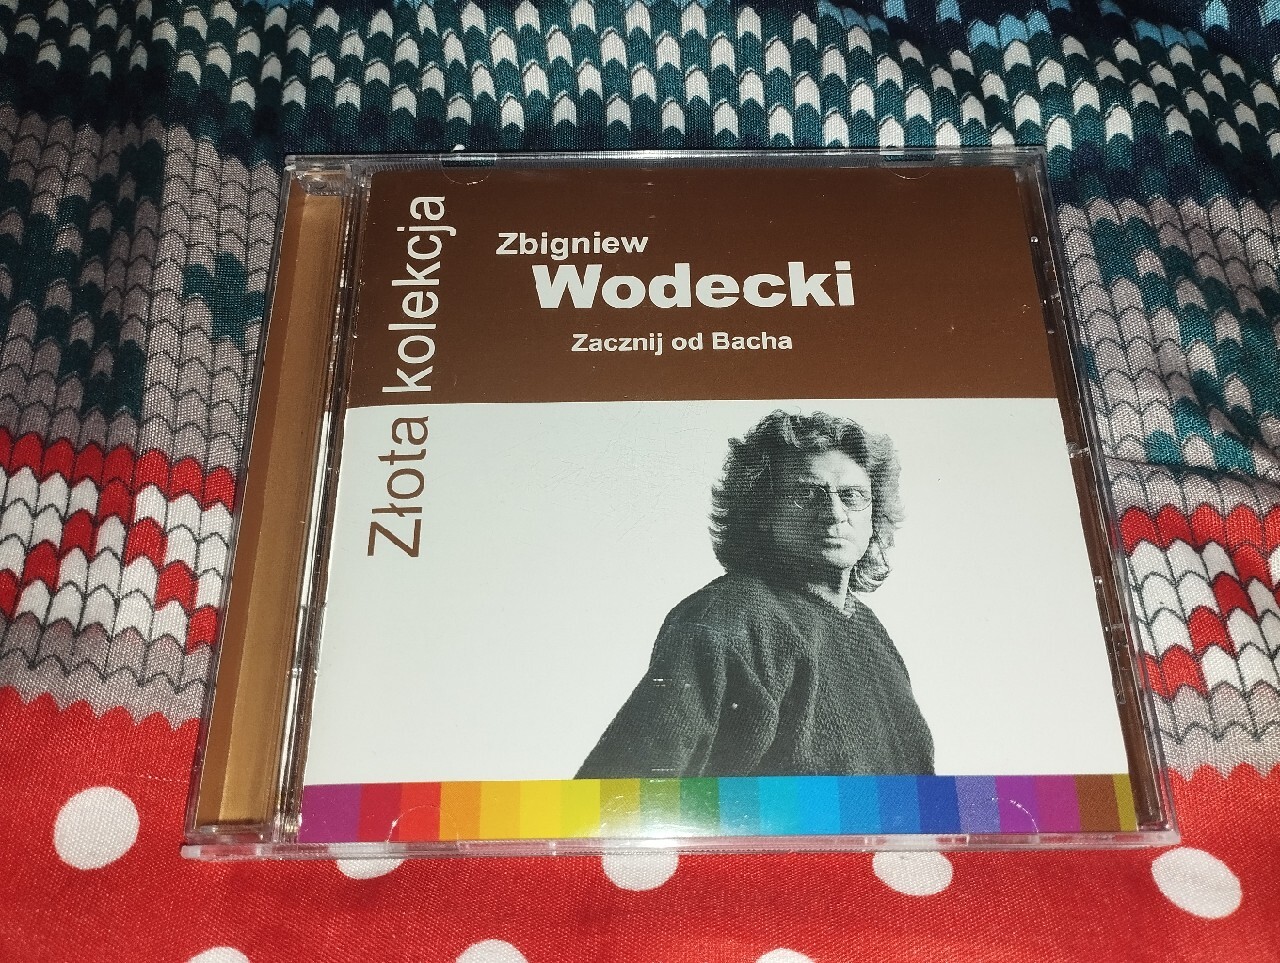 Złota kolekcja
Zbigniew
Wodecki
Zacznij od Bacha